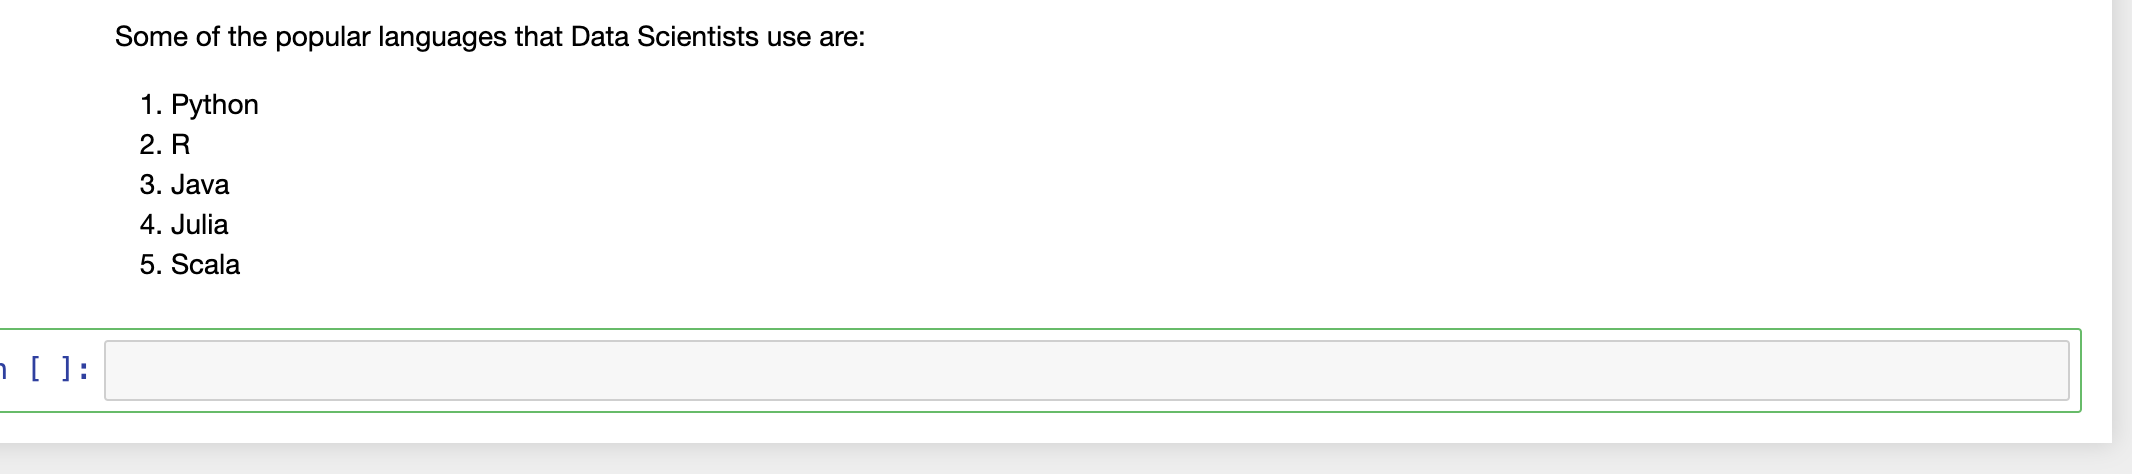 Some of the popular languages that Data Scientists use are:
1. Python
2. R
3. Java
4. Julia
5. Scala
[ ]: